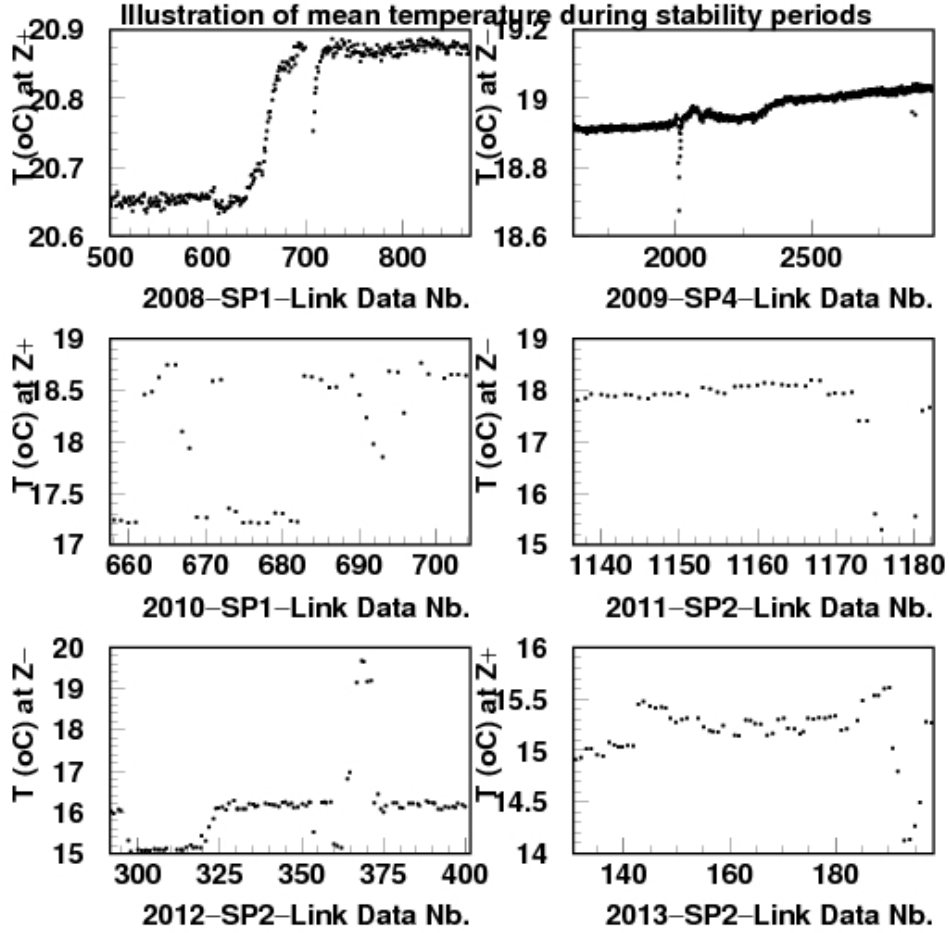 Illustration of mean temperature during stability periods
T (oC) at Z+
20.9
20.8
20.7
20.6
500 600 700 800
2008–SP1–Link Data Nb.
T (oC) at Z–
19.2
19
18.8
18.6
2000 2500
2009–SP4–Link Data Nb.
T (oC) at Z+
19
18.5
18
17.5
17
660 670 680 690 700
2010–SP1–Link Data Nb.
T (oC) at Z–
19
18
17
16
15
1140 1150 1160 1170 1180
2011–SP2–Link Data Nb.
T (oC) at Z–
20
19
18
17
16
15
300 325 350 375 400
2012–SP2–Link Data Nb.
T (oC) at Z+
16
15.5
15
14.5
14
140 160 180
2013–SP2–Link Data Nb.